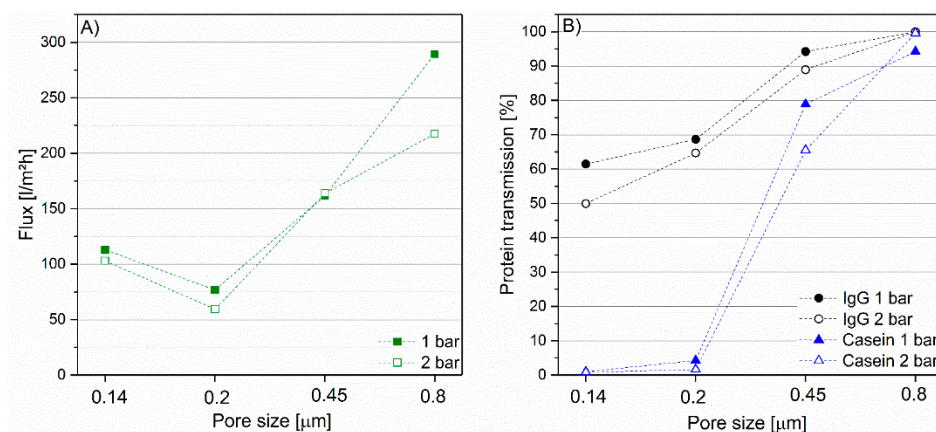 A)
300
250
200
150
100
50
0
Flux [l/m²h]
0.14 0.2 0.45 0.8
Pore size [µm]
1 bar
2 bar
B)
100
90
80
70
60
50
40
30
20
10
0
Protein transmission [%]
IgG 1 bar
IgG 2 bar
Casein 1 bar
Casein 2 bar
0.14 0.2 0.45 0.8
Pore size [µm]